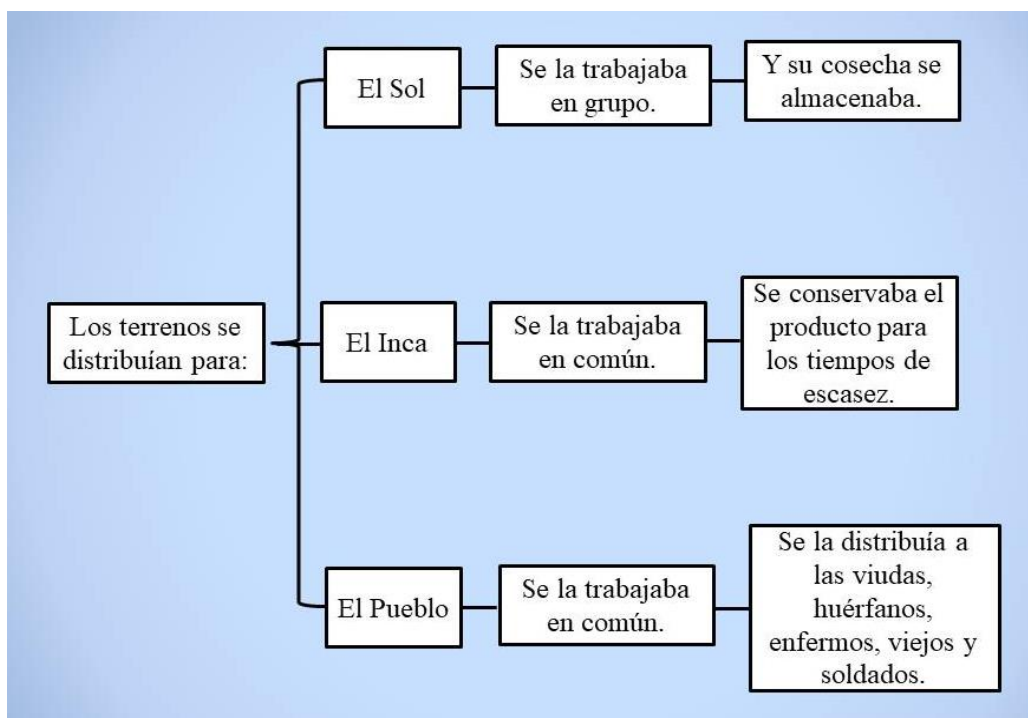 El Sol
Se la trabajaba
en grupo.
Y su cosecha se
almacenaba.
Los terrenos se
distribuían para:
El Inca
Se la trabajaba
en común.
Se conservaba el
producto para
los tiempos de
escasez.
El Pueblo
Se la trabajaba
en común.
Se la distribuía a
las viudas,
huérfanos,
enfermos, viejos y
soldados.